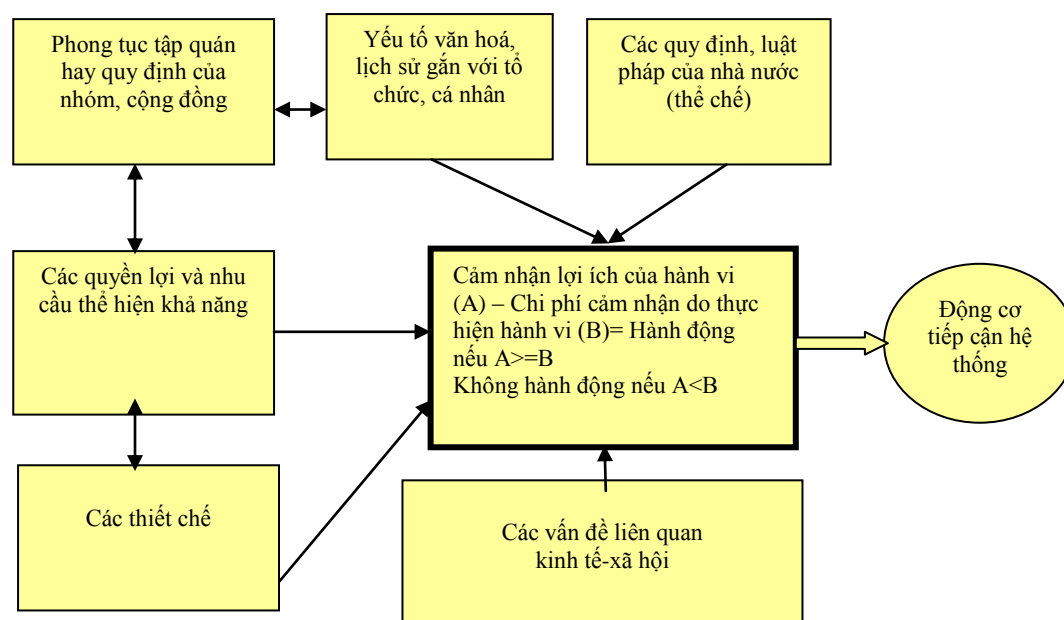 Phong tục tập quán
hay quy định của
nhóm, cộng đồng
Yếu tố văn hoá,
lịch sử gắn với tổ
chức, cá nhân
Các quy định, luật
pháp của nhà nước
(thể chế)
Các quyền lợi và nhu
cầu thể hiện khả năng
Cảm nhận lợi ích của hành vi
(A) – Chi phí cảm nhận do thực
hiện hành vi (B)= Hành động
nếu A>=B
Không hành động nếu A<B
Động cơ
tiếp cận hệ
thống
Các thiết chế
Các vấn đề liên quan
kinh tế-xã hội